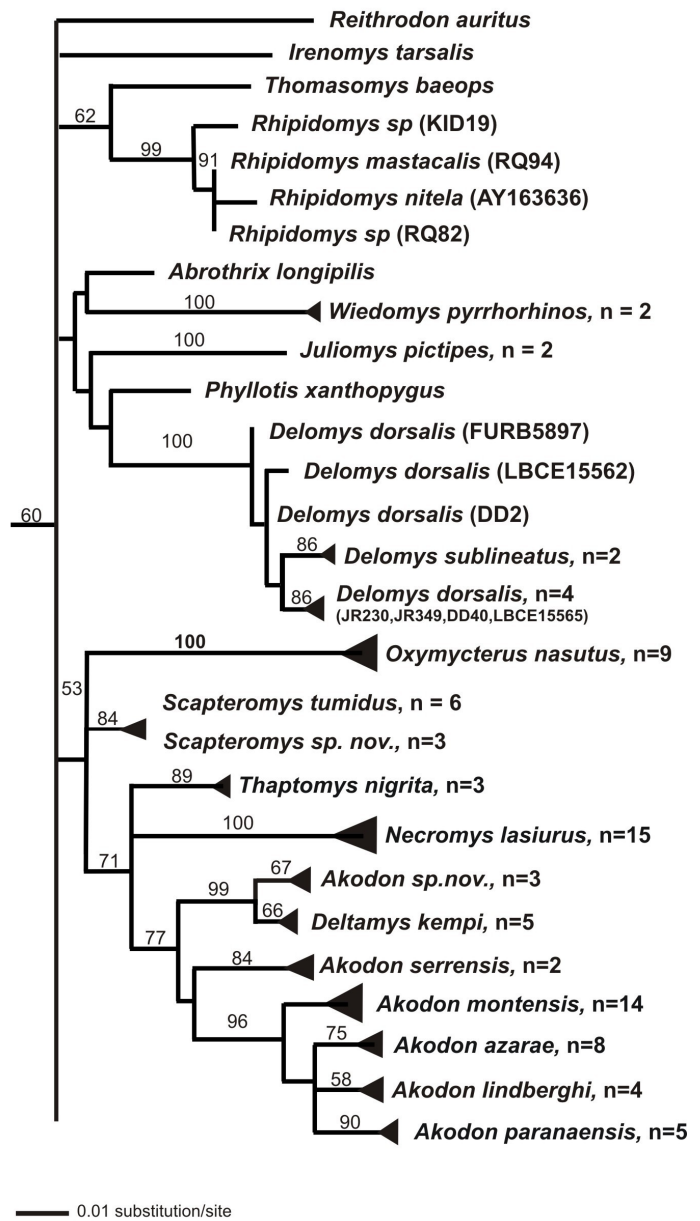 Reithrodon auritus
Irenomys tarsalis
Thomasomys baeops
62
Rhipidomys sp (KID19)
99
91
Rhipidomys mastacalis (RQ94)
Rhipidomys nitela (AY163636)
Rhipidomys sp (RQ82)
Abrothrix longipilis
100
Wiedomys pyrrhorhinos, n = 2
100
Juliomys pictipes, n = 2
Phyllotis xanthopygus
Delomys dorsalis (FURB5897)
100
Delomys dorsalis (LBCE15562)
60
Delomys dorsalis (DD2)
86
Delomys sublineatus, n=2
86
Delomys dorsalis, n=4
(JR230,JR349,DD40,LBCE15565)
100
Oxymycterus nasutus, n=9
53
Scapteromys tumidus, n = 6
84
Scapteromys sp. nov., n=3
89
Thaptomys nigrita, n=3
100
Necromys lasiurus, n=15
71
67
Akodon sp.nov., n=3
99
66
Deltamys kempi, n=5
77
84
Akodon serrensis, n=2
Akodon montensis, n=14
96
75
Akodon azarae, n=8
58
Akodon lindberghi, n=4
90
Akodon paranaensis, n=5
0.01 substitution/site